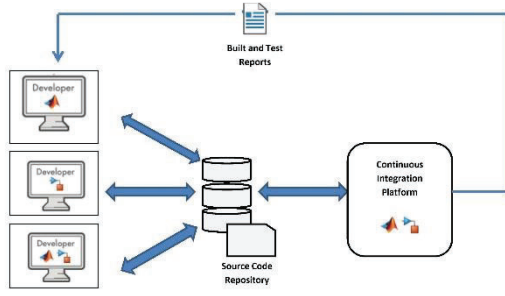 Built and Test
Reports
Developer
Developer
Developer
Continuous
Integration
Platform
Source Code
Repository